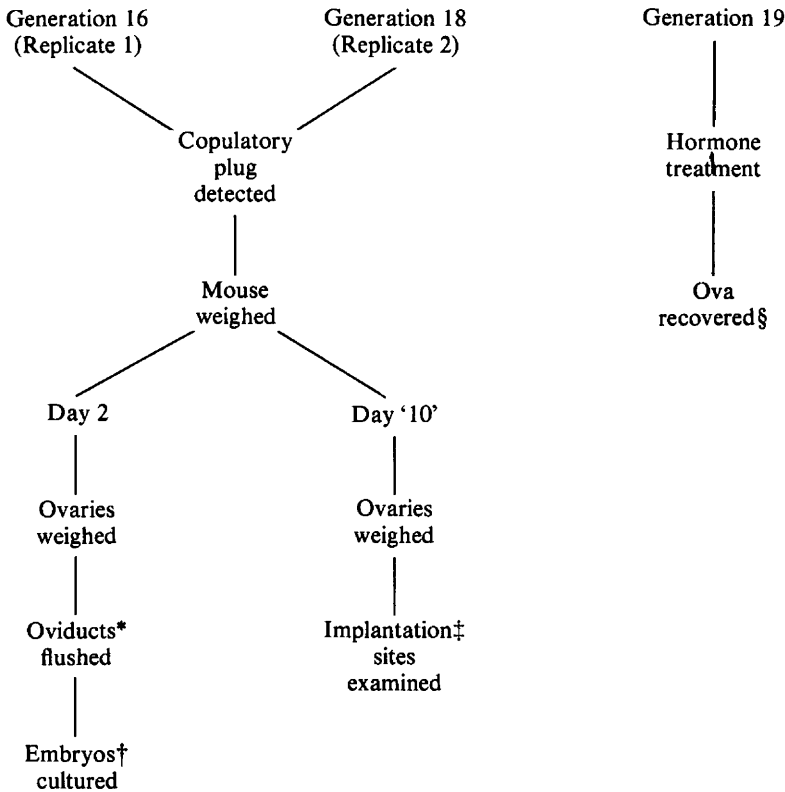 Generation 16
(Replicate 1)
Generation 18
(Replicate 2)
Generation 19
Copulatory
plug
detected
Hormone
treatment
Mouse
weighed
Ova
recovered§
Day 2
Day ‘10’
Ovaries
weighed
Ovaries
weighed
Oviducts*
flushed
Implantation‡
sites
examined
Embryos†
cultured